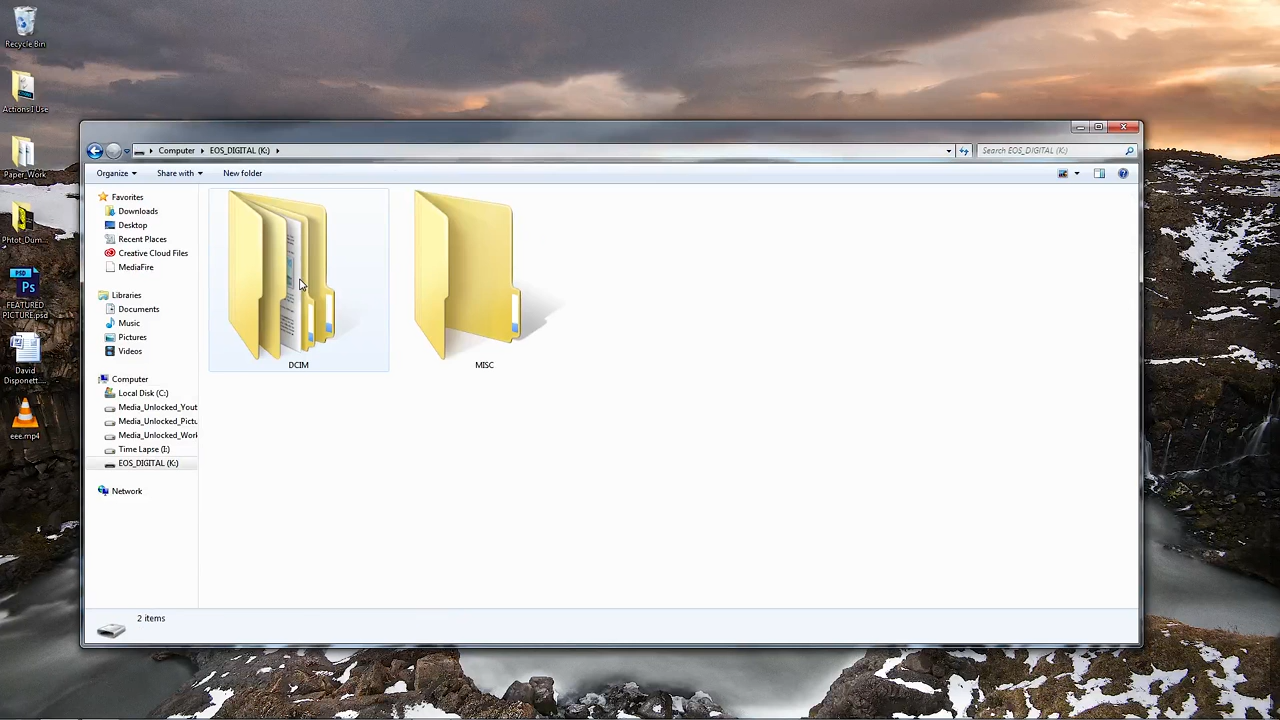 Recycle Bin
Actions I Use
Paper_Work
Phtot_Dum...
PSD
Ps
FEATURED
PICTURE.psd
David
Disponett....
eee.mp4
Computer
EOS_DIGITAL (K:)
Search EOS_DIGITAL (K:)
Organize
Share with
New folder
Favorites
Downloads
Desktop
Recent Places
Creative Cloud Files
MediaFire
Libraries
Documents
Music
Pictures
Videos
Computer
Local Disk (C:)
Media_Unlocked_Yout
Media_Unlocked_Pictu
Media_Unlocked_Work
Time Lapse (I:)
EOS_DIGITAL (K:)
Network
DCIM
MISC
2 items